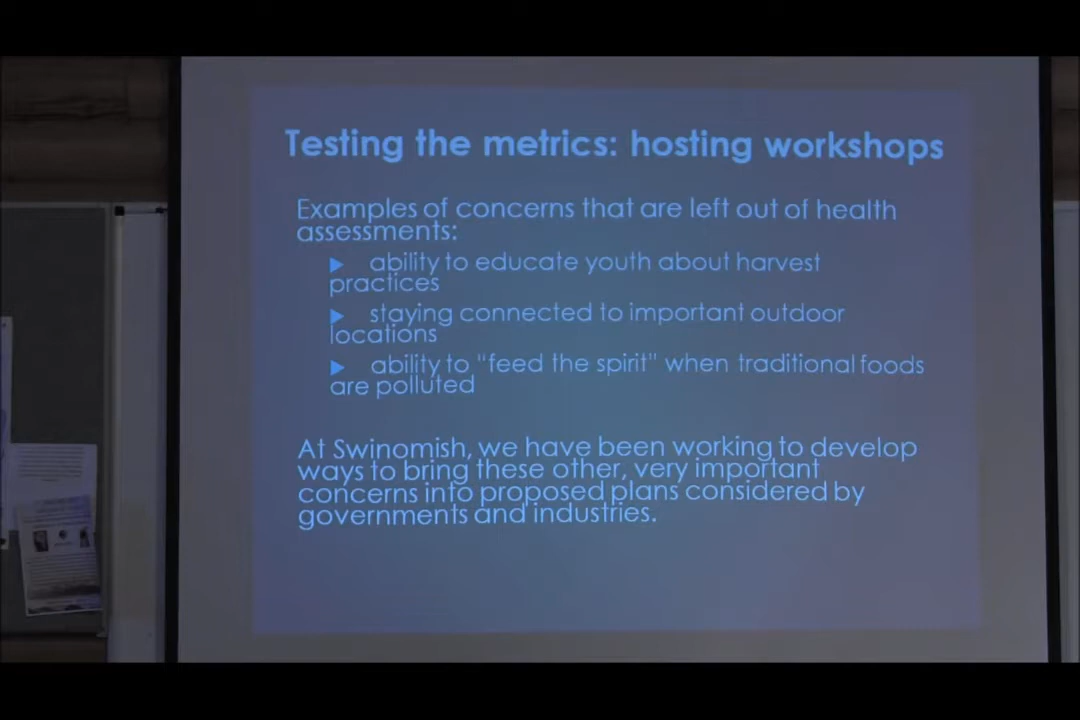 Testing the metrics: hosting workshops
Examples of concerns that are left out of health
assessments:
▶ ability to educate youth about harvest
practices
▶ staying connected to important outdoor
locations
▶ ability to "feed the spirit" when traditional foods
are polluted
At Swinomish, we have been working to develop
ways to bring these other, very important
concerns into proposed plans considered by
governments and industries.